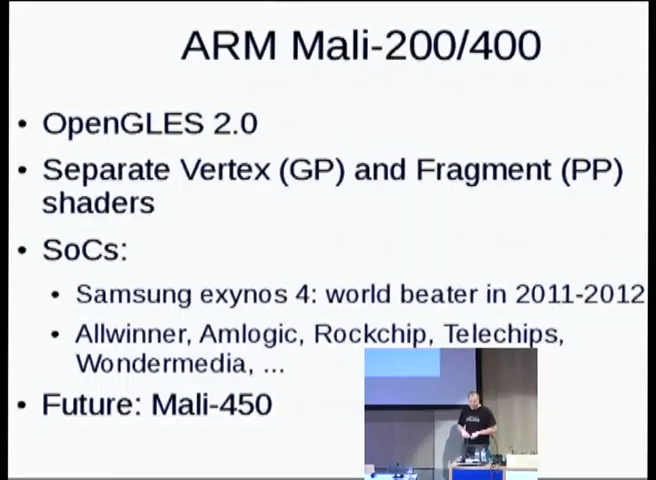 ARM Mali-200/400
• OpenGLES 2.0
• Separate Vertex (GP) and Fragment (PP)
shaders
• SoCs:
• Samsung exynos 4: world beater in 2011-2012
• Allwinner, Amlogic, Rockchip, Telechips,
Wondermedia, ...
• Future: Mali-450